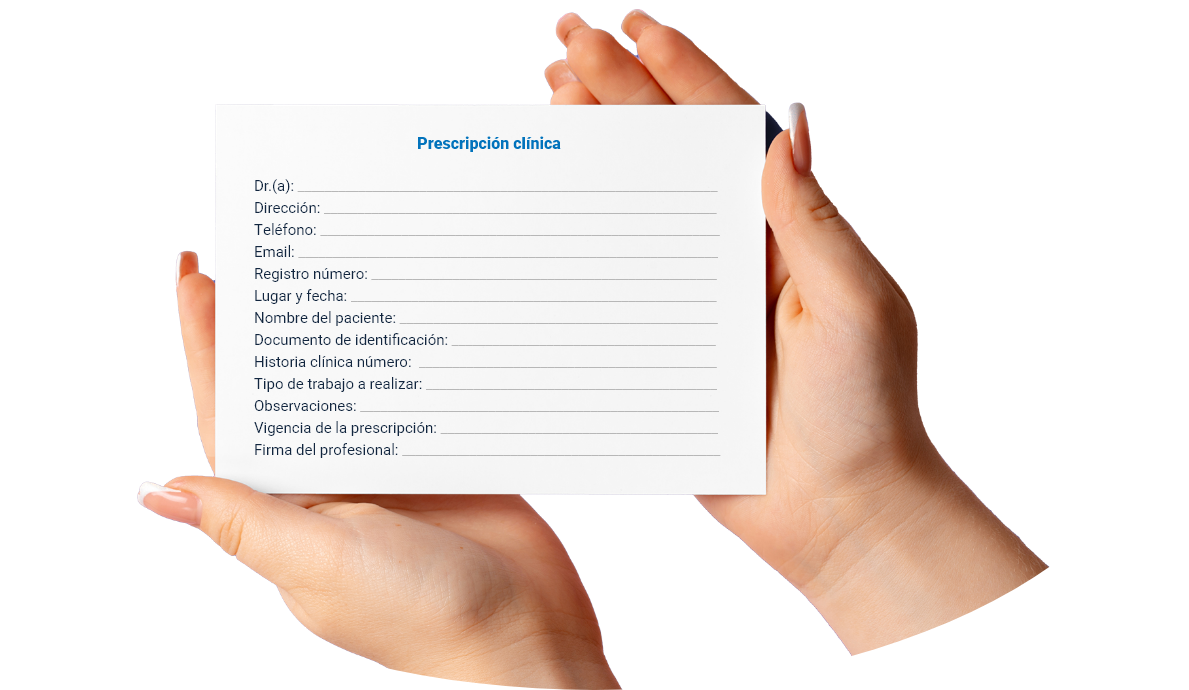 Prescripción clínica
Dr.(a):
Dirección:
Teléfono:
Email:
Registro número:
Lugar y fecha:
Nombre del paciente:
Documento de identificación:
Historia clínica número:
Tipo de trabajo a realizar:
Observaciones:
Vigencia de la prescripción:
Firma del profesional: